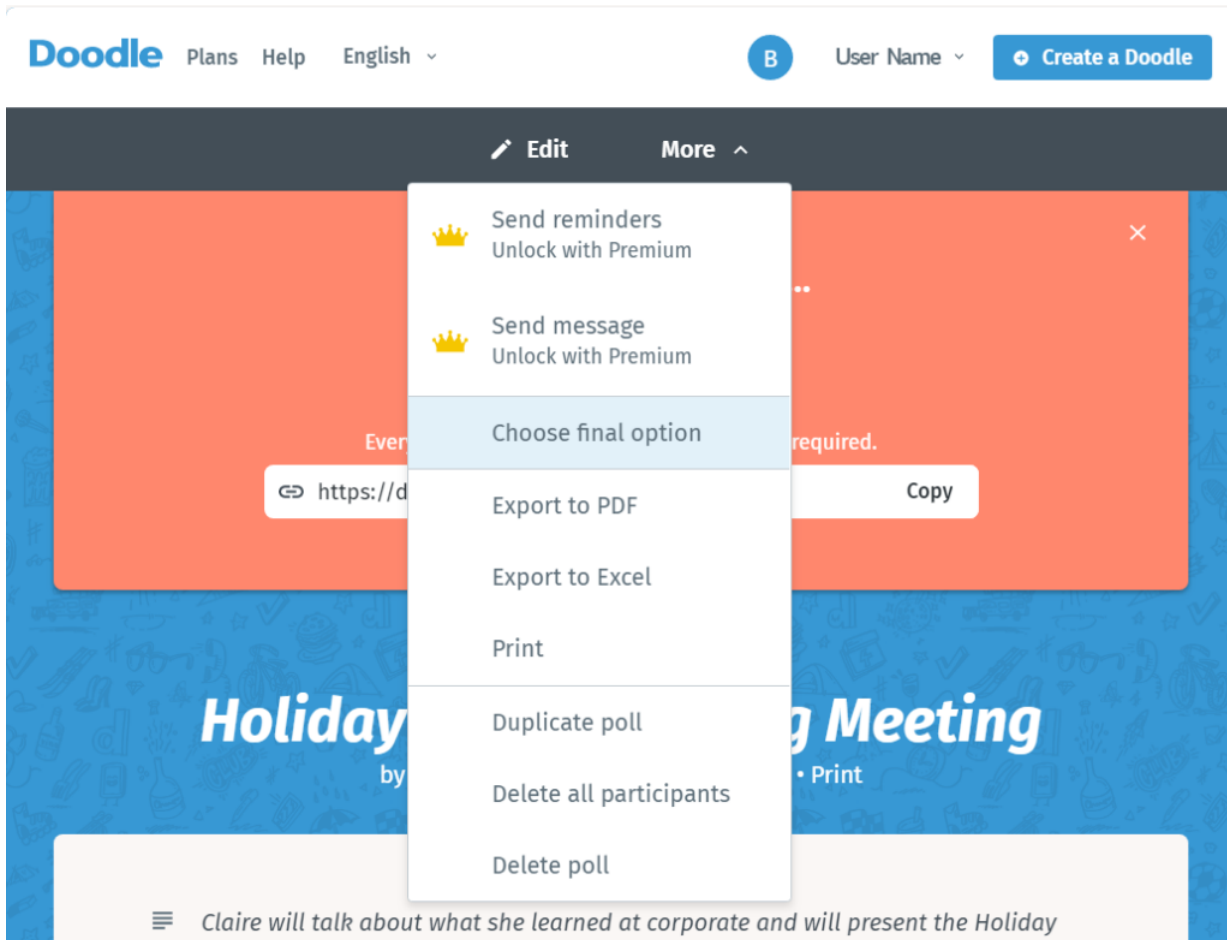 Doodle Plans Help English B User Name Create a Doodle
Edit More
Send reminders
Unlock with Premium
Send message
Unlock with Premium
Choose final option
required.
https://d Copy
Export to PDF
Export to Excel
Print
Holiday g Meeting
Duplicate poll
by • Print
Delete all participants
Delete poll
Claire will talk about what she learned at corporate and will present the Holiday